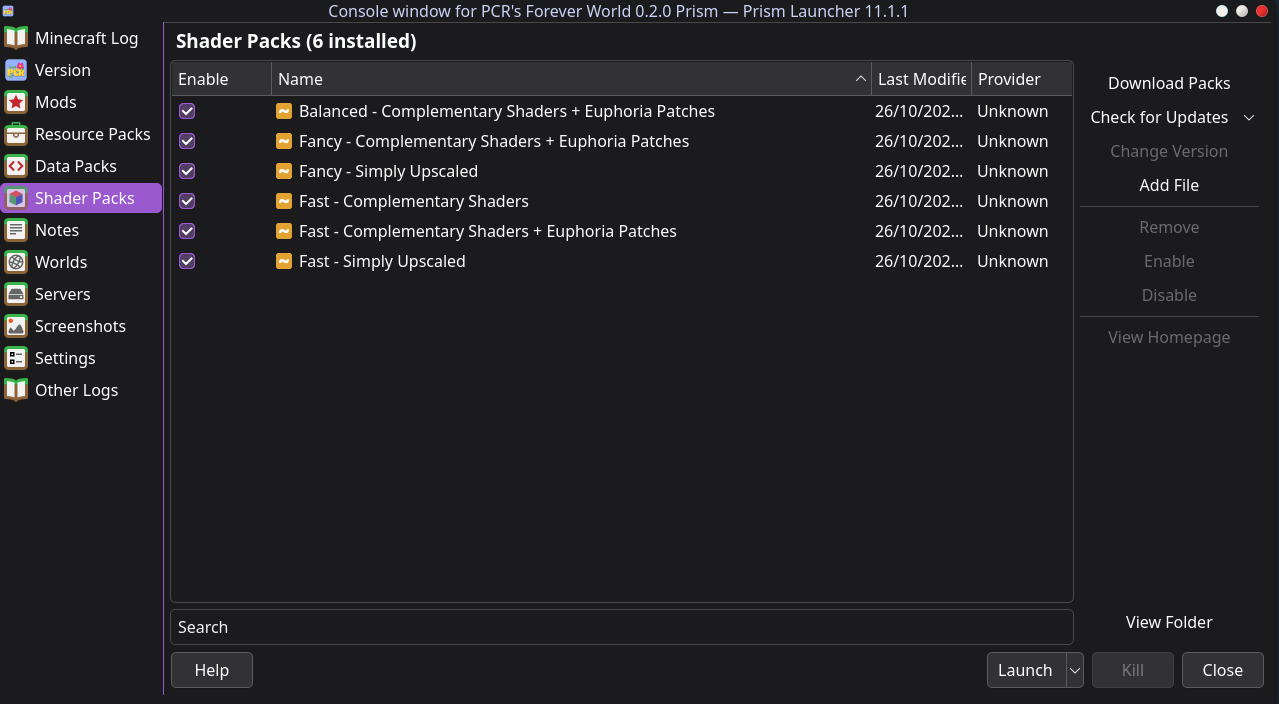 Console window for PCR's Forever World 0.2.0 Prism — Prism Launcher 11.1.1
Minecraft Log
Version
Mods
Resource Packs
Data Packs
Shader Packs
Notes
Worlds
Servers
Screenshots
Settings
Other Logs
Shader Packs (6 installed)
Enable Name Last Modifie Provider
Balanced - Complementary Shaders + Euphoria Patches 26/10/202... Unknown
Fancy - Complementary Shaders + Euphoria Patches 26/10/202... Unknown
Fancy - Simply Upscaled 26/10/202... Unknown
Fast - Complementary Shaders 26/10/202... Unknown
Fast - Complementary Shaders + Euphoria Patches 26/10/202... Unknown
Fast - Simply Upscaled 26/10/202... Unknown
Download Packs
Check for Updates
Change Version
Add File
Remove
Enable
Disable
View Homepage
View Folder
Search
Help Launch Kill Close